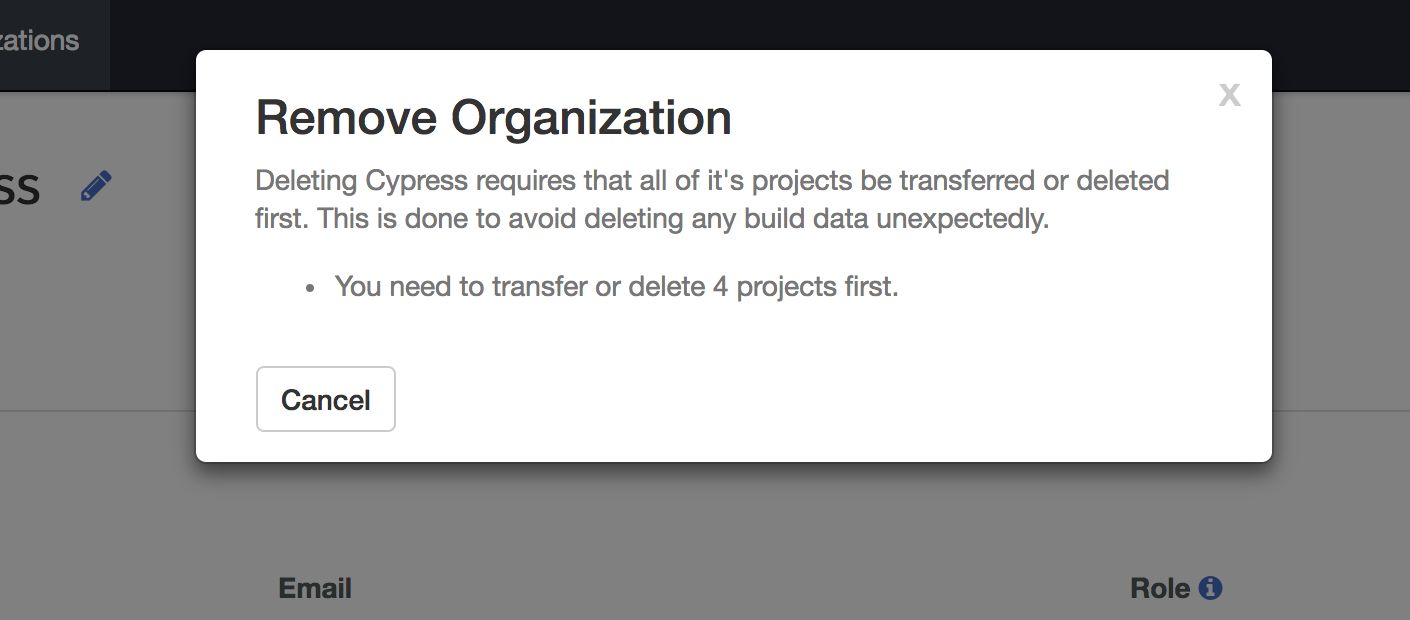 zations
x
Remove Organization
Deleting Cypress requires that all of it's projects be transferred or deleted
first. This is done to avoid deleting any build data unexpectedly.
ss
• You need to transfer or delete 4 projects first.
Cancel
Email
Role